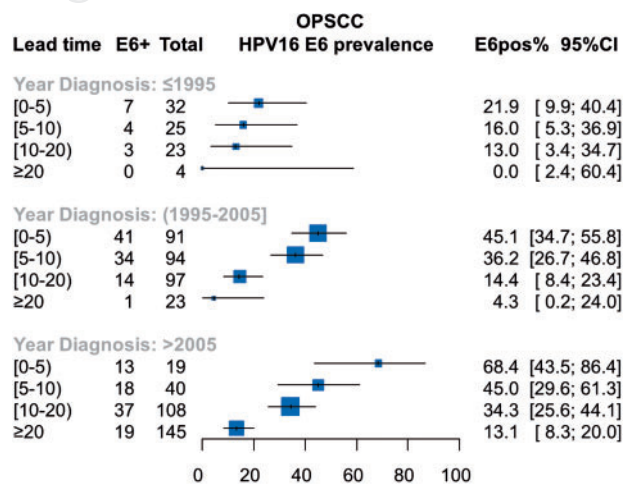 OPSCC
Lead time E6+ Total HPV16 E6 prevalence E6pos% 95%CI
Year Diagnosis: ≤1995
[0-5) 7 32 21.9 [ 9.9; 40.4]
[5-10) 4 25 16.0 [ 5.3; 36.9]
[10-20) 3 23 13.0 [ 3.4; 34.7]
≥20 0 4 0.0 [ 2.4; 60.4]
Year Diagnosis: (1995-2005]
[0-5) 41 91 45.1 [34.7; 55.8]
[5-10) 34 94 36.2 [26.7; 46.8]
[10-20) 14 97 14.4 [ 8.4; 23.4]
≥20 1 23 4.3 [ 0.2; 24.0]
Year Diagnosis: >2005
[0-5) 13 19 68.4 [43.5; 86.4]
[5-10) 18 40 45.0 [29.6; 61.3]
[10-20) 37 108 34.3 [25.6; 44.1]
≥20 19 145 13.1 [ 8.3; 20.0]
0 20 40 60 80 100